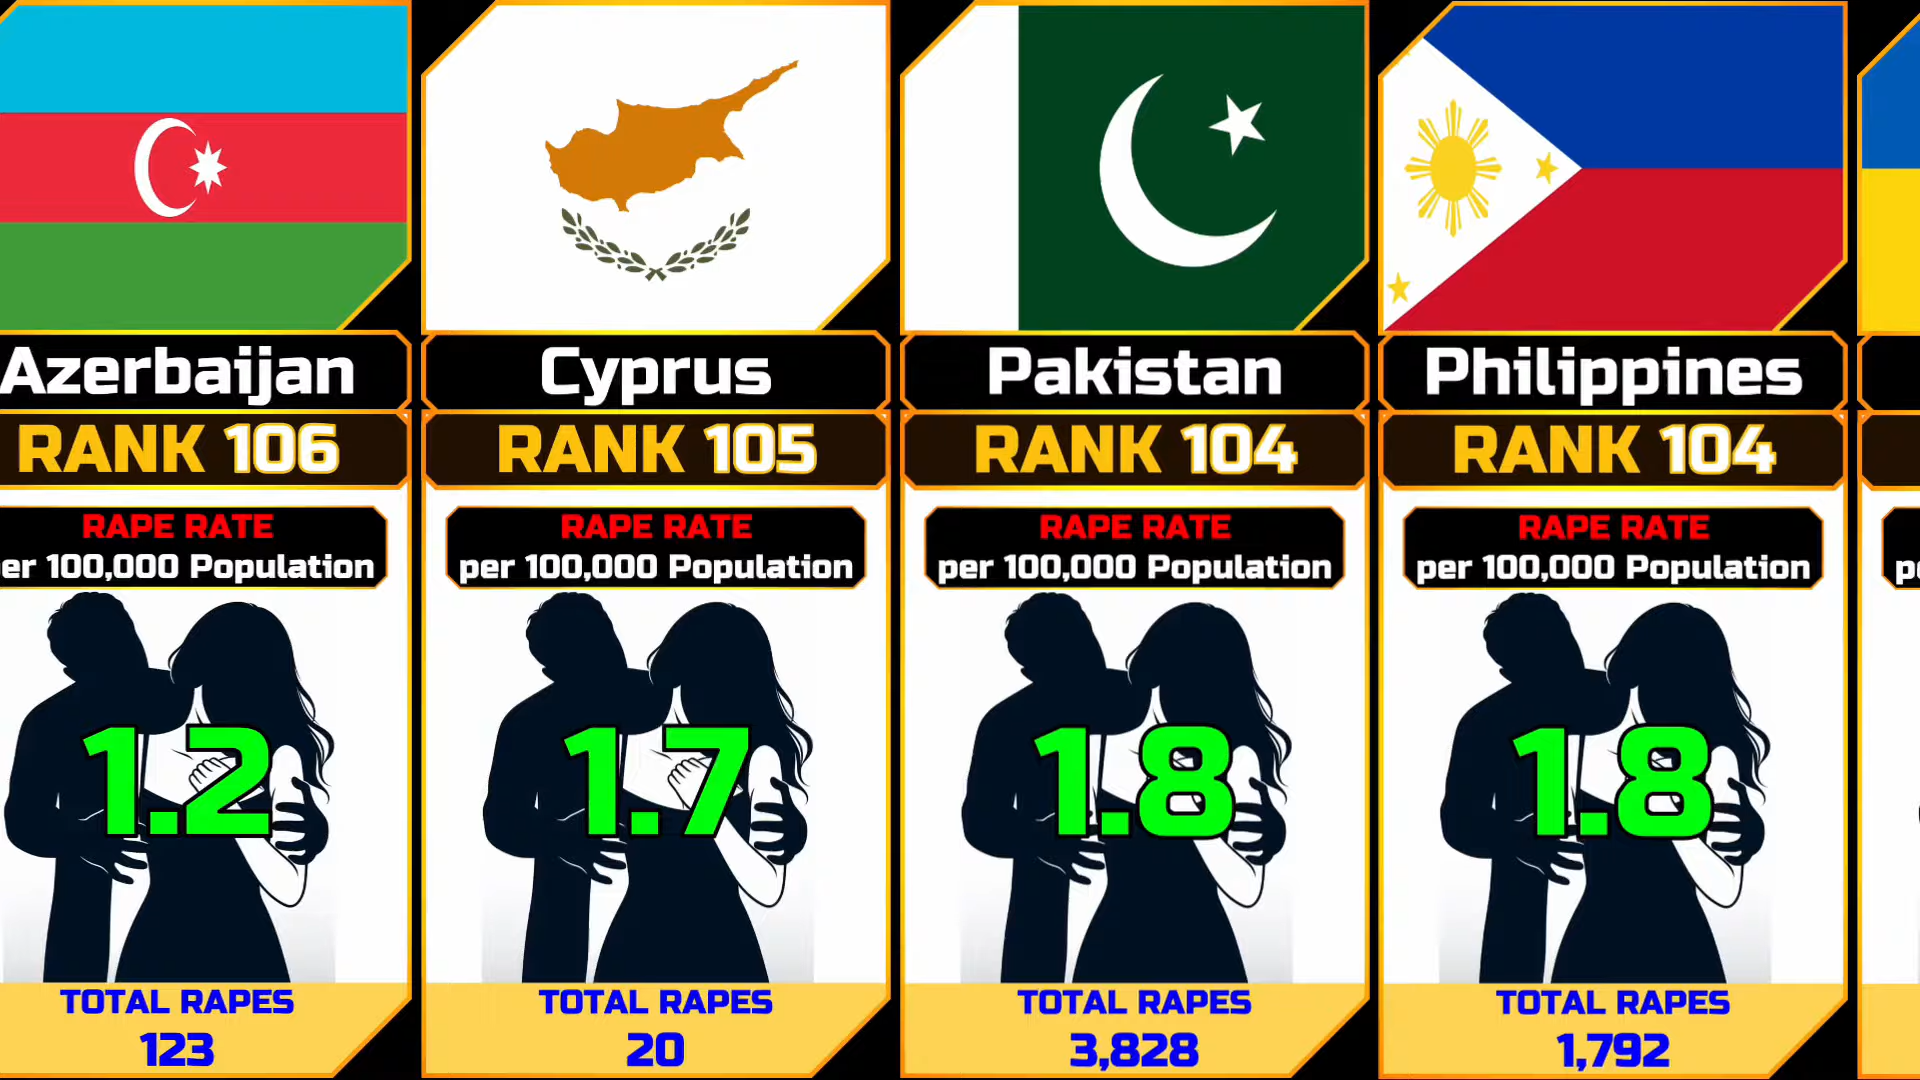 Azerbaijan
RANK 106
RAPE RATE
er 100,000 Population
1.2
TOTAL RAPES
123
Cyprus
RANK 105
RAPE RATE
per 100,000 Population
1.7
TOTAL RAPES
20
Pakistan
RANK 104
RAPE RATE
per 100,000 Population
1.8
TOTAL RAPES
3,828
Philippines
RANK 104
RAPE RATE
per 100,000 Population
1.8
TOTAL RAPES
1,792